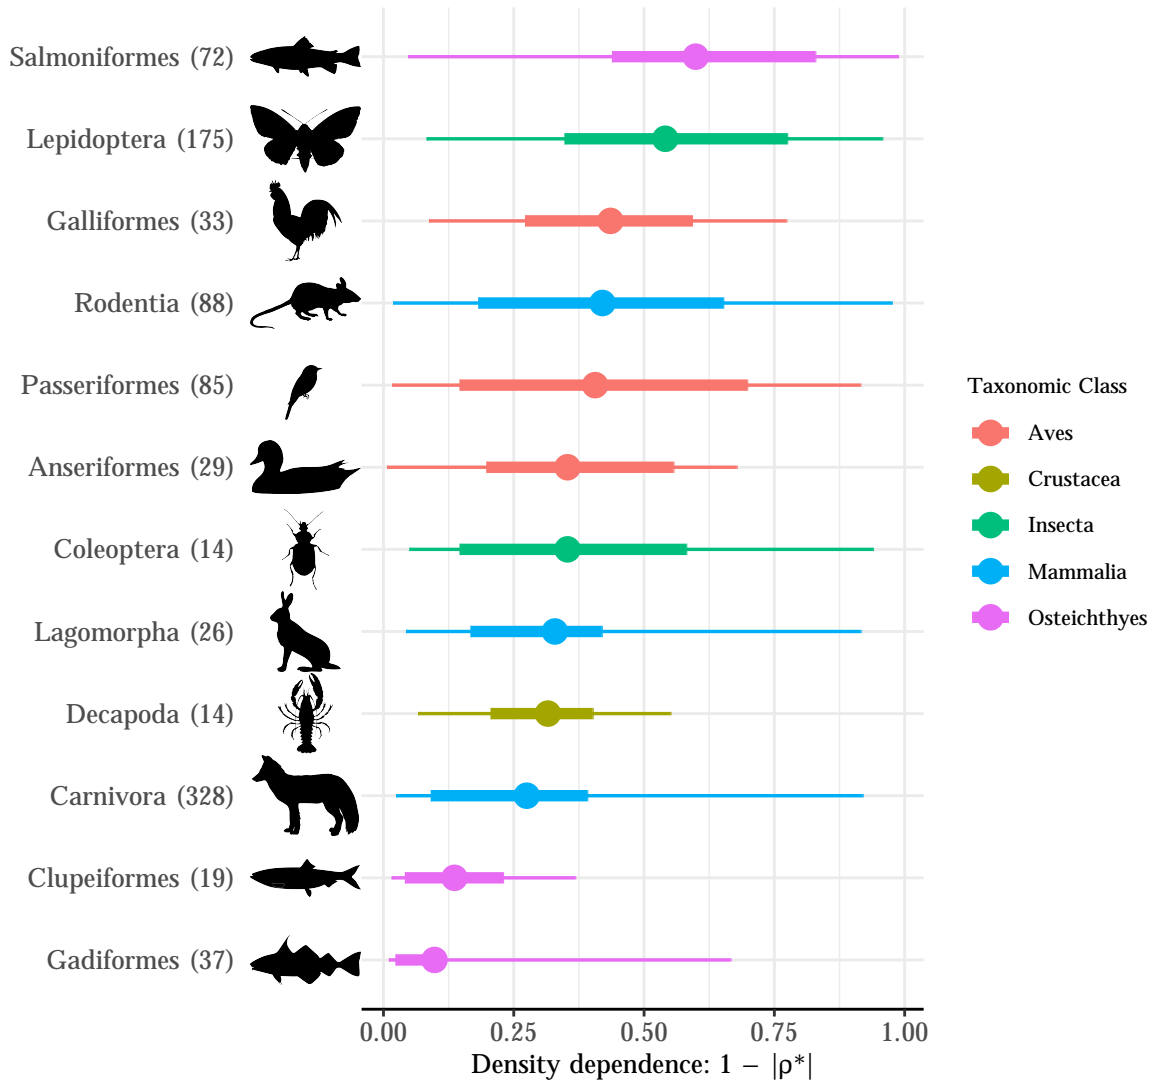 Salmoniformes (72)
Lepidoptera (175)
Galliformes (33)
Rodentia (88)
Passeriformes (85)
Anseriformes (29)
Coleoptera (14)
Lagomorpha (26)
Decapoda (14)
Carnivora (328)
Clupeiformes (19)
Gadiformes (37)
0.00 0.25 0.50 0.75 1.00
Density dependence: 1 − |ρ*|
Taxonomic Class
Aves
Crustacea
Insecta
Mammalia
Osteichthyes